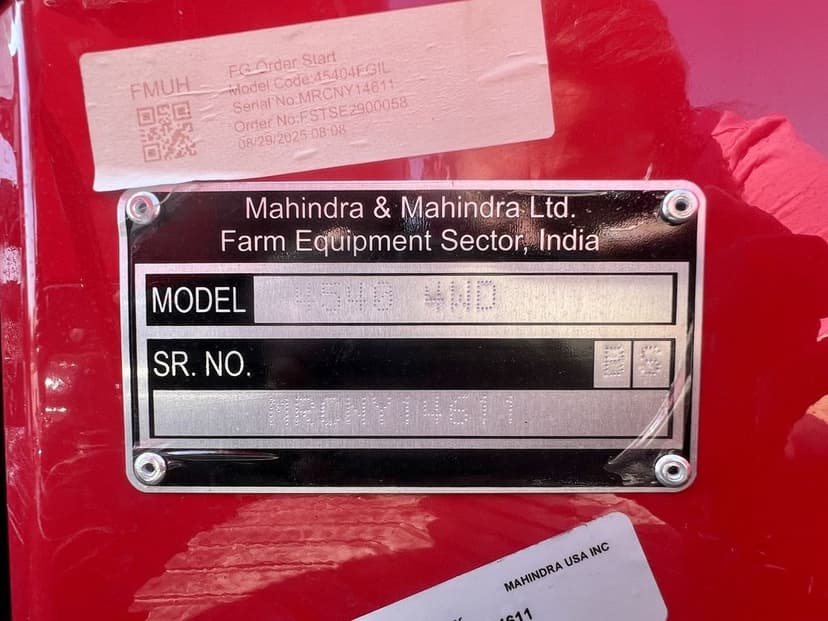 FG Order Start
FMUH
Model Code:45404FGIL
Serial No:MRCNY14611
Order No:FSTSE2900058
08/29/2025 08:08
Mahindra & Mahindra Ltd.
Farm Equipment Sector, India
MODEL 4540 4WD
SR. NO. B S
MRCNY14611
MAHINDRA USA INC
4611